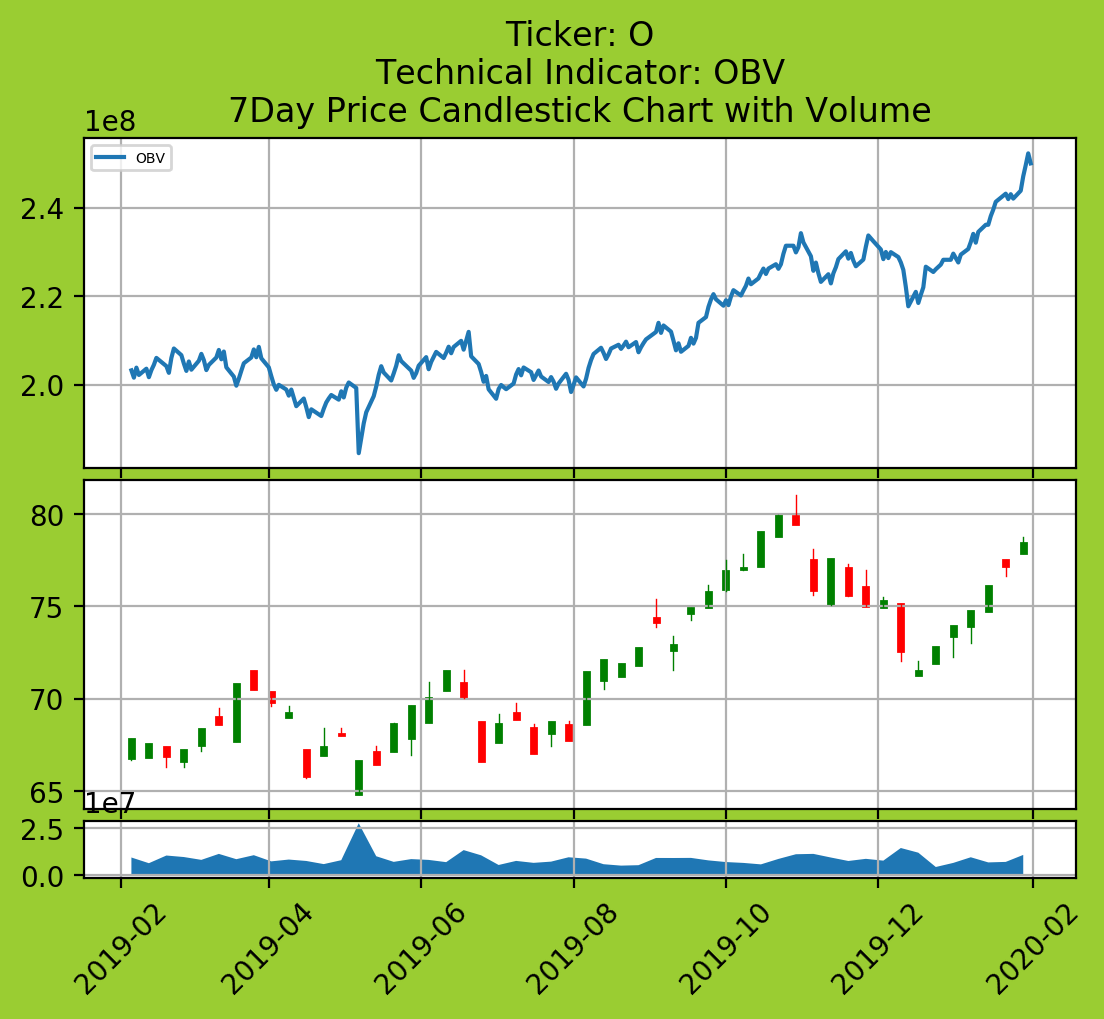 Ticker: O
Technical Indicator: OBV
7Day Price Candlestick Chart with Volume
1e8
OBV
2.4
2.2
2.0
80
75
70
65
1e7
2.5
0.0
2019-02
2019-04
2019-06
2019-08
2019-10
2019-12
2020-02